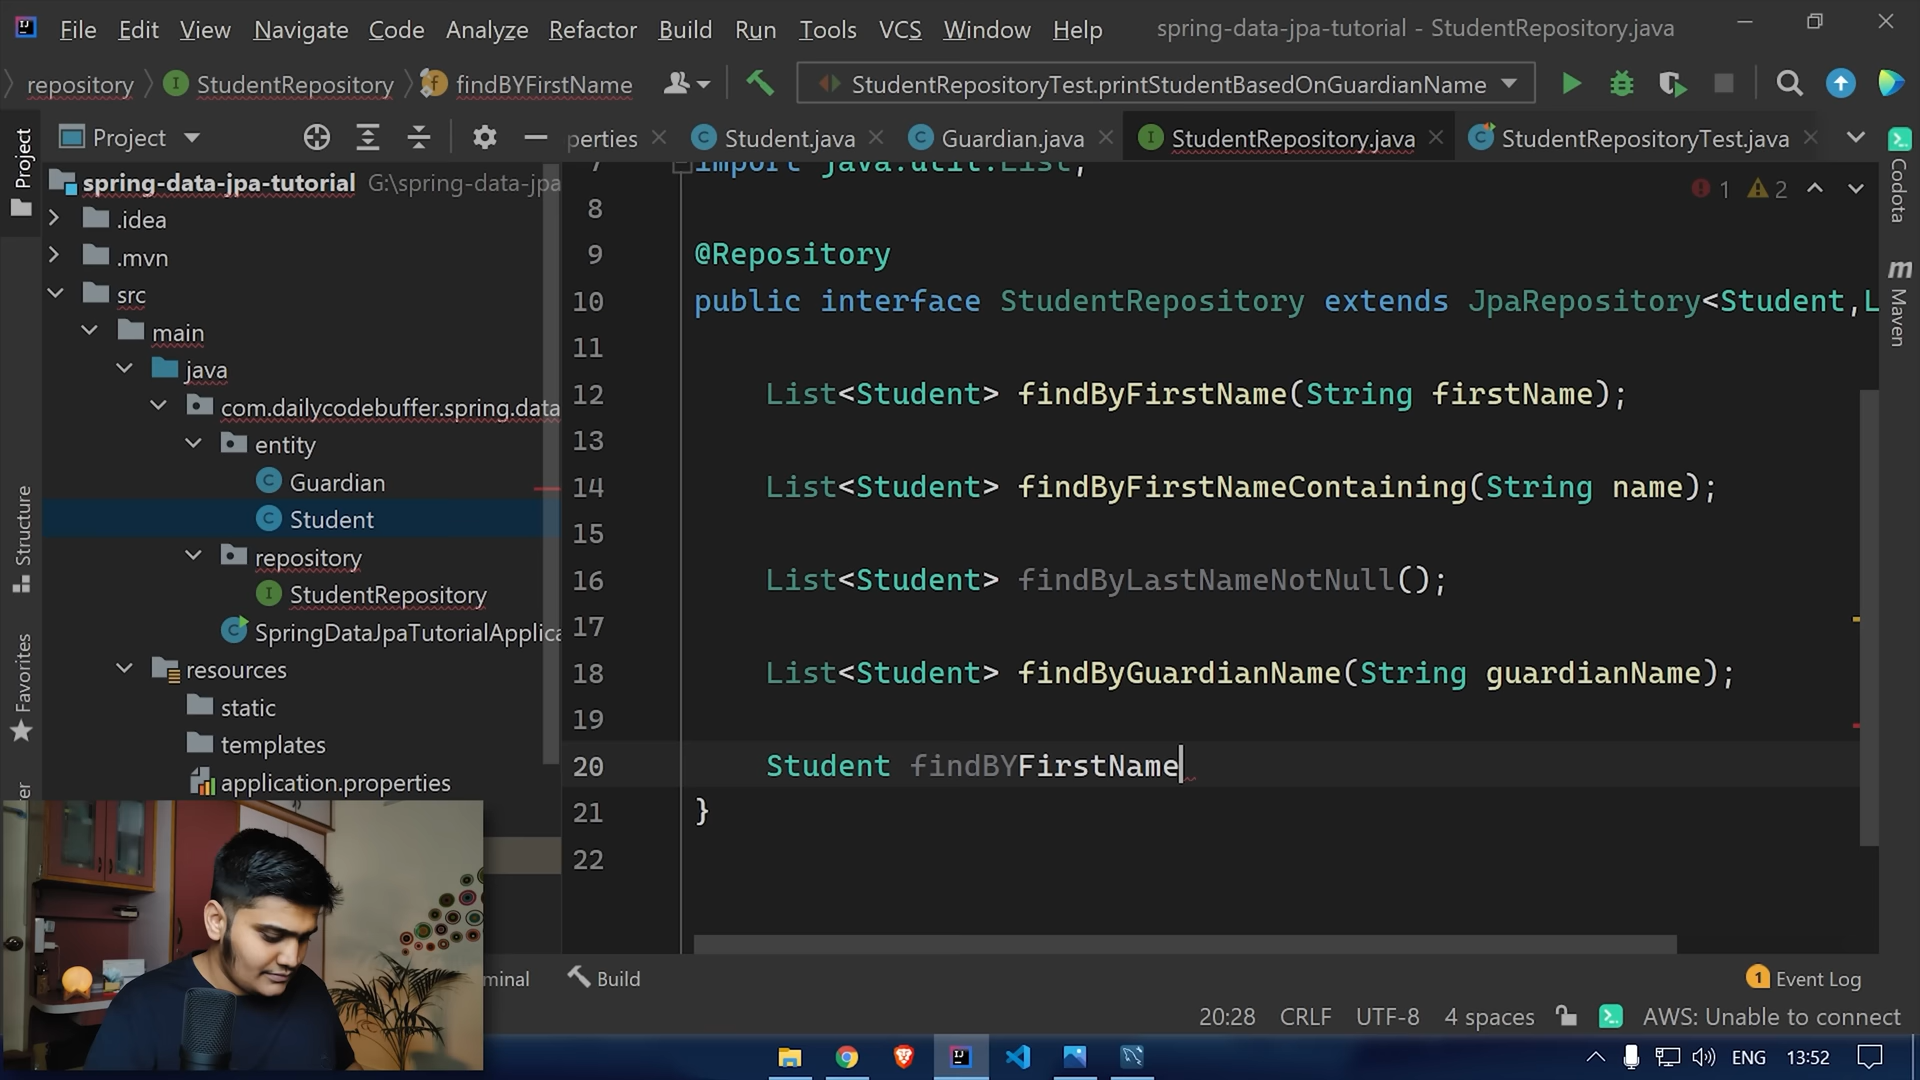 File Edit View Navigate Code Analyze Refactor Build Run Tools VCS Window Help spring-data-jpa-tutorial - StudentRepository.java
repository StudentRepository findBYFirstName StudentRepositoryTest.printStudentBasedOnGuardianName
Project perties Student.java Guardian.java StudentRepository.java StudentRepositoryTest.java
Project
Structure
Favorites
spring-data-jpa-tutorial G:\spring-data-jpa
.idea
.mvn
src
main
java
com.dailycodebuffer.spring.data
entity
Guardian
Student
repository
StudentRepository
SpringDataJpaTutorialApplica
resources
static
templates
application.properties
7 import java.util.List;
8
9 @Repository
10 public interface StudentRepository extends JpaRepository<Student,L
11
12 List<Student> findByFirstName(String firstName);
13
14 List<Student> findByFirstNameContaining(String name);
15
16 List<Student> findByLastNameNotNull();
17
18 List<Student> findByGuardianName(String guardianName);
19
20 Student findBYFirstName
21 }
22
1 2
Codota
Maven
minal Build Event Log
20:28 CRLF UTF-8 4 spaces AWS: Unable to connect
ENG 13:52